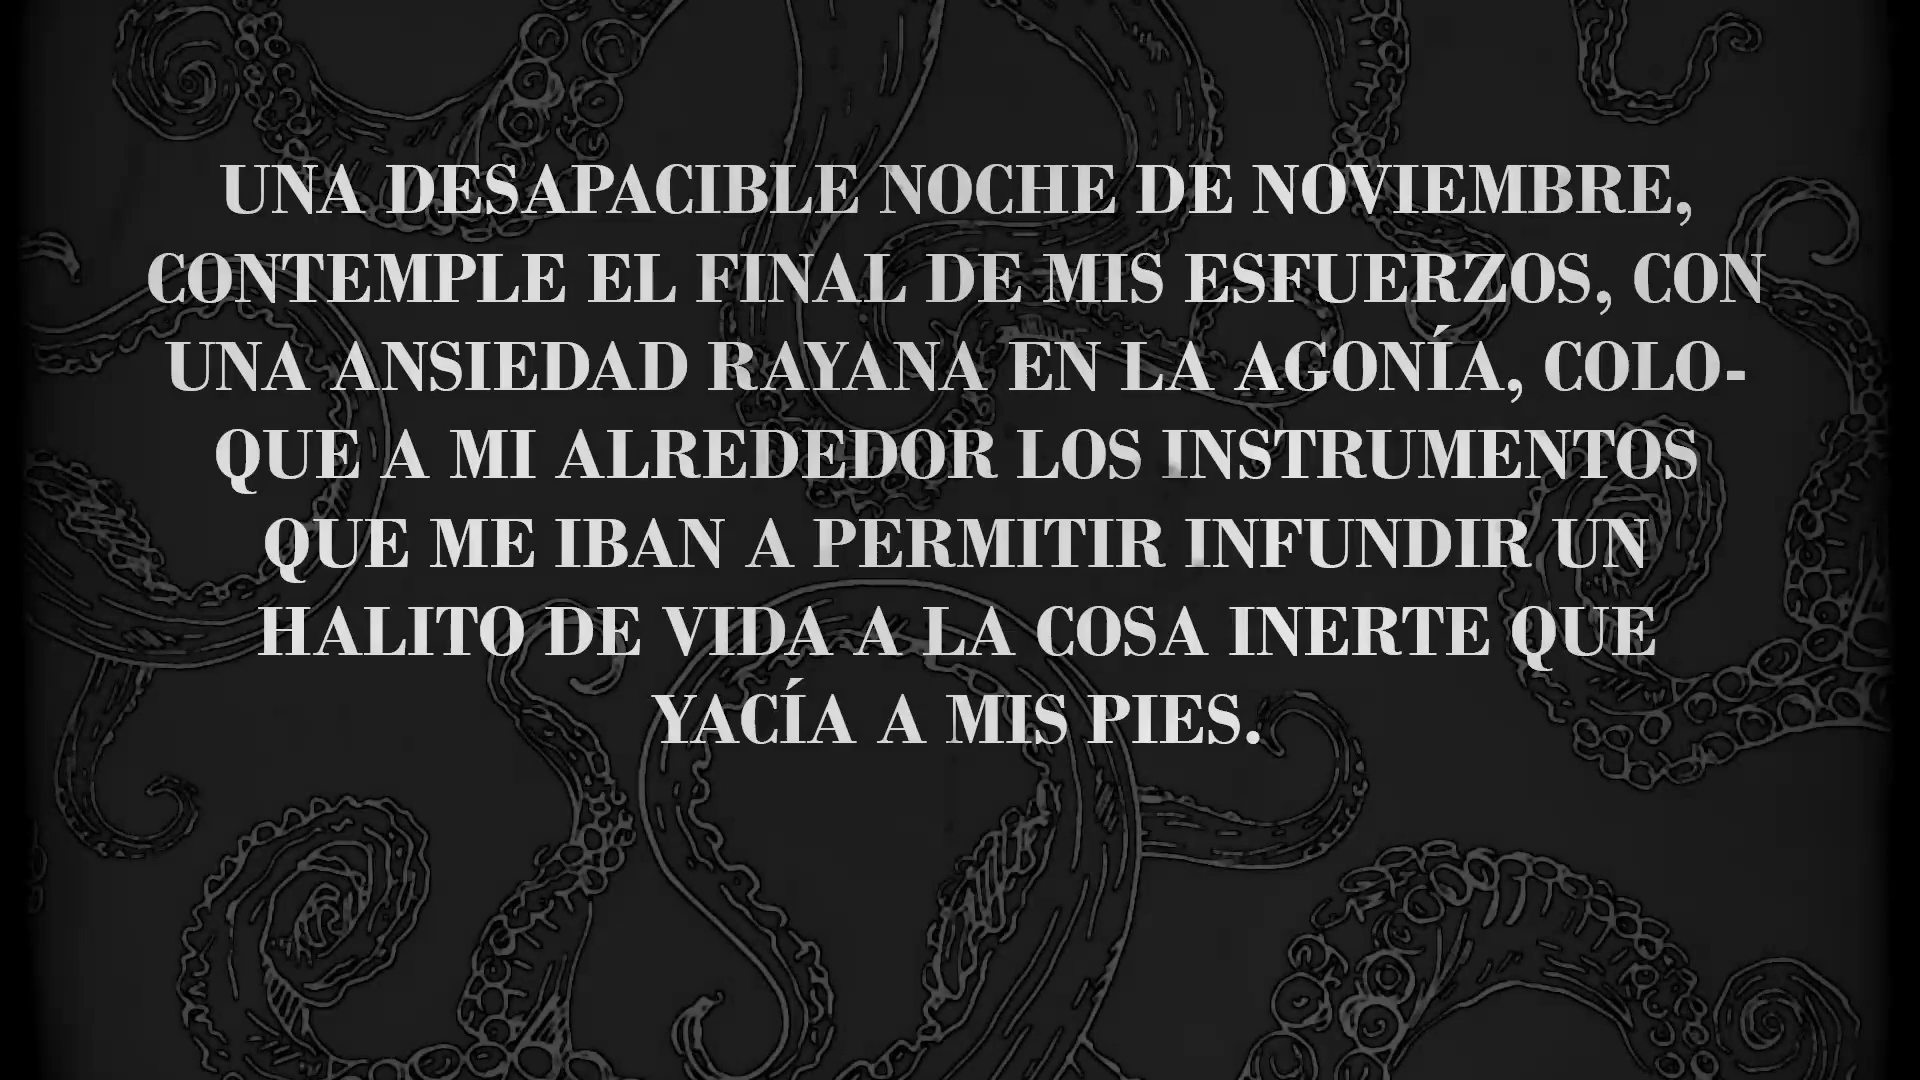 UNA DESAPACIBLE NOCHE DE NOVIEMBRE,
CONTEMPLE EL FINAL DE MIS ESFUERZOS, CON
UNA ANSIEDAD RAYANA EN LA AGONÍA, COLO-
QUE A MI ALREDEDOR LOS INSTRUMENTOS
QUE ME IBAN A PERMITIR INFUNDIR UN
HALITO DE VIDA A LA COSA INERTE QUE
YACÍA A MIS PIES.